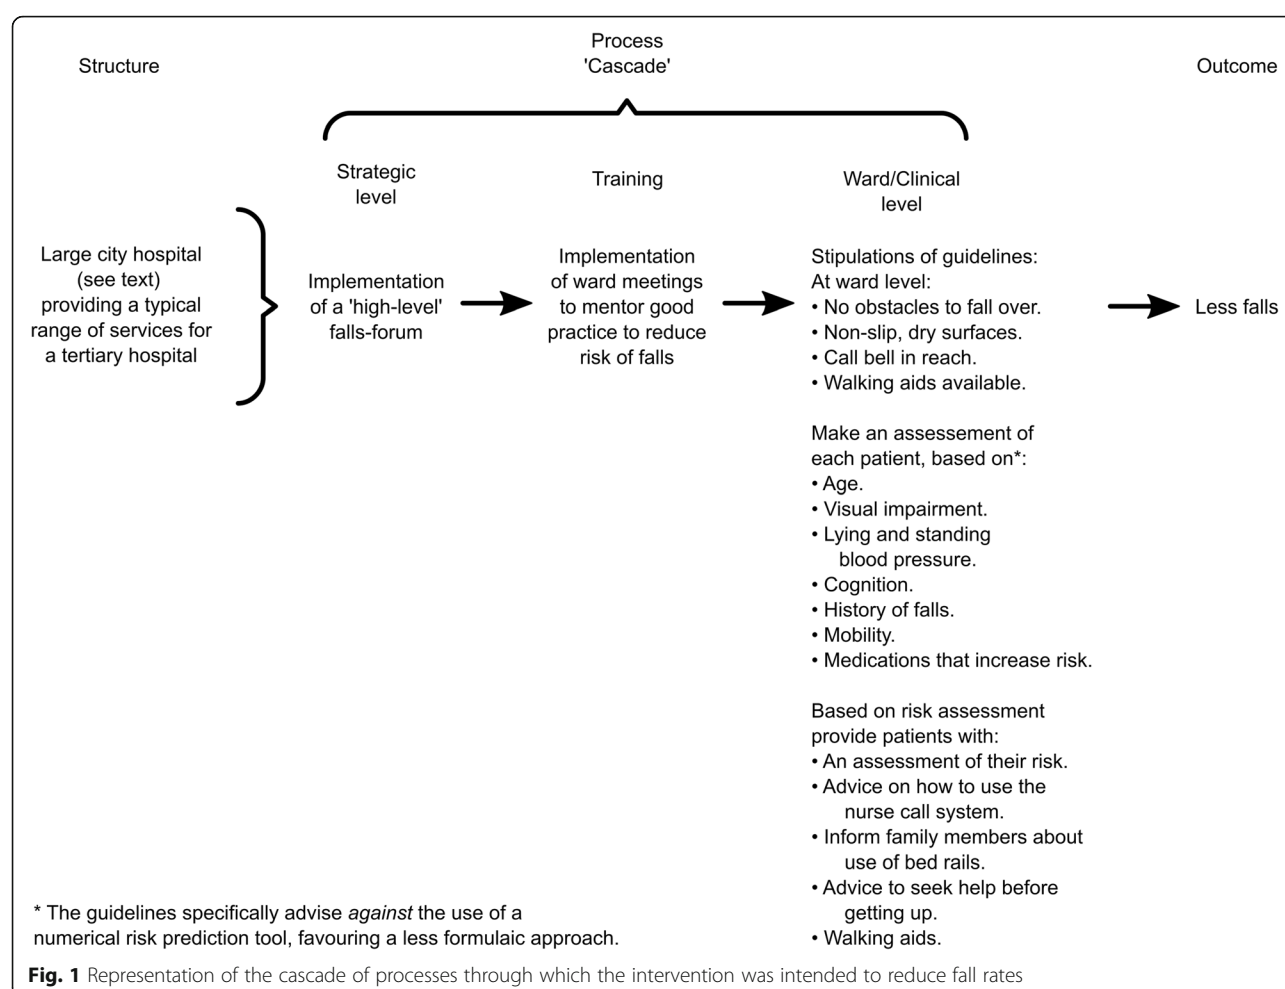 Structure
Process
'Cascade'
Outcome
Strategic
level
Training
Ward/Clinical
level
Large city hospital
(see text)
providing a typical
range of services for
a tertiary hospital
Implementation
of a 'high-level'
falls-forum
Implementation
of ward meetings
to mentor good
practice to reduce
risk of falls
Stipulations of guidelines:
At ward level:
• No obstacles to fall over.
• Non-slip, dry surfaces.
• Call bell in reach.
• Walking aids available.
Make an assessement of
each patient, based on*:
• Age.
• Visual impairment.
• Lying and standing
blood pressure.
• Cognition.
• History of falls.
• Mobility.
• Medications that increase risk.
Based on risk assessment
provide patients with:
• An assessment of their risk.
• Advice on how to use the
nurse call system.
• Inform family members about
use of bed rails.
• Advice to seek help before
getting up.
• Walking aids.
Less falls
* The guidelines specifically advise against the use of a
numerical risk prediction tool, favouring a less formulaic approach.
Fig. 1 Representation of the cascade of processes through which the intervention was intended to reduce fall rates